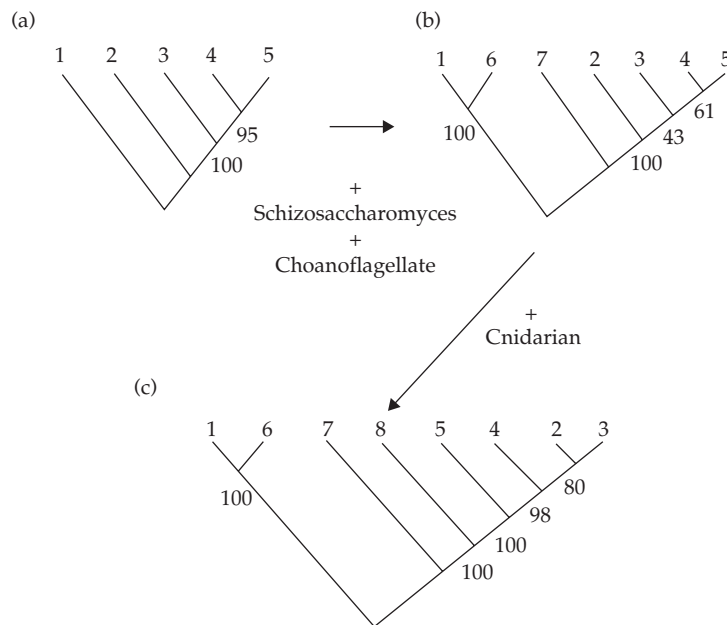 (a)
1 2 3 4 5
95
100
+
Schizosaccharomyces
+
Choanoflagellate
(b)
1 6 7 2 3 4 5
61
43
100
100
+
Cnidarian
(c)
1 6 7 8 5 4 2 3
80
98
100
100
100